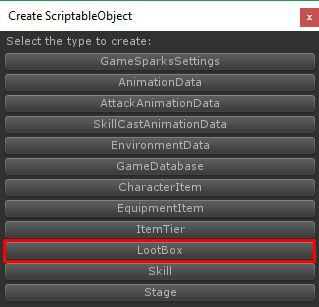 Create ScriptableObject
x
Select the type to create:
GameSparksSettings
AnimationData
AttackAnimationData
SkillCastAnimationData
EnvironmentData
GameDatabase
CharacterItem
EquipmentItem
ItemTier
LootBox
Skill
Stage